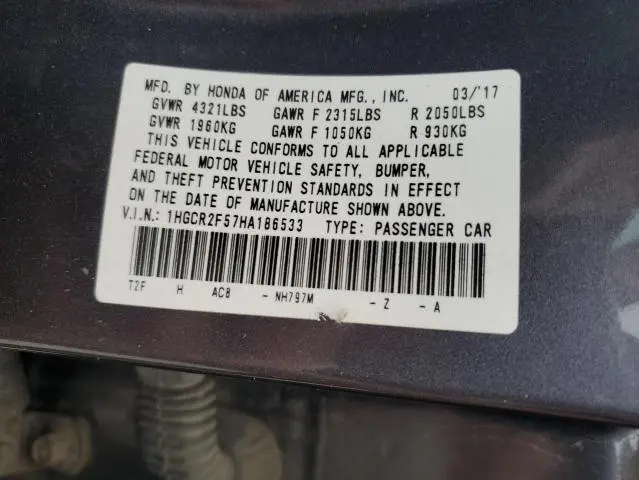 MFD. BY HONDA OF AMERICA MFG., INC. 03/'17
GVWR 4321LBS GAWR F 2315LBS R 2050LBS
GVWR 1960KG GAWR F 1050KG R 930KG
THIS VEHICLE CONFORMS TO ALL APPLICABLE
FEDERAL MOTOR VEHICLE SAFETY, BUMPER,
AND THEFT PREVENTION STANDARDS IN EFFECT
ON THE DATE OF MANUFACTURE SHOWN ABOVE.
V.I.N.: 1HGCR2F57HA186533 TYPE: PASSENGER CAR
T2F H AC8 - NH797M - Z - A